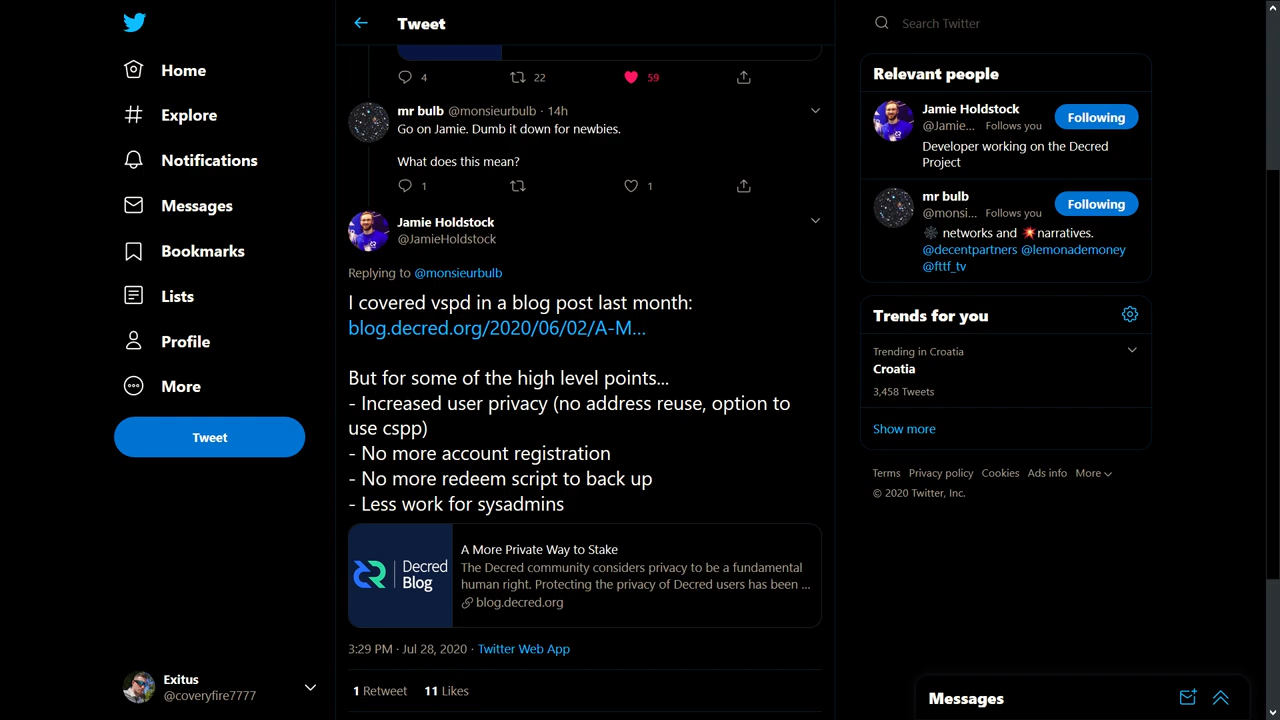 Home
Explore
Notifications
Messages
Bookmarks
Lists
Profile
More
Tweet
Exitus
@coveryfire7777
Tweet
4 22 59
mr bulb @monsieurbulb · 14h
Go on Jamie. Dumb it down for newbies.
What does this mean?
1 1
Jamie Holdstock
@JamieHoldstock
Replying to @monsieurbulb
I covered vspd in a blog post last month:
blog.decred.org/2020/06/02/A-M...
But for some of the high level points...
- Increased user privacy (no address reuse, option to
use cspp)
- No more account registration
- No more redeem script to back up
- Less work for sysadmins
Decred
Blog
A More Private Way to Stake
The Decred community considers privacy to be a fundamental
human right. Protecting the privacy of Decred users has been ...
blog.decred.org
3:29 PM · Jul 28, 2020 · Twitter Web App
1 Retweet 11 Likes
Search Twitter
Relevant people
Jamie Holdstock
@Jamie... Follows you
Following
Developer working on the Decred
Project
mr bulb
@monsi... Follows you
Following
🕸 networks and 💥narratives.
@decentpartners @lemonademoney
@fttf_tv
Trends for you
Trending in Croatia
Croatia
3,458 Tweets
Show more
Terms Privacy policy Cookies Ads info More
© 2020 Twitter, Inc.
Messages